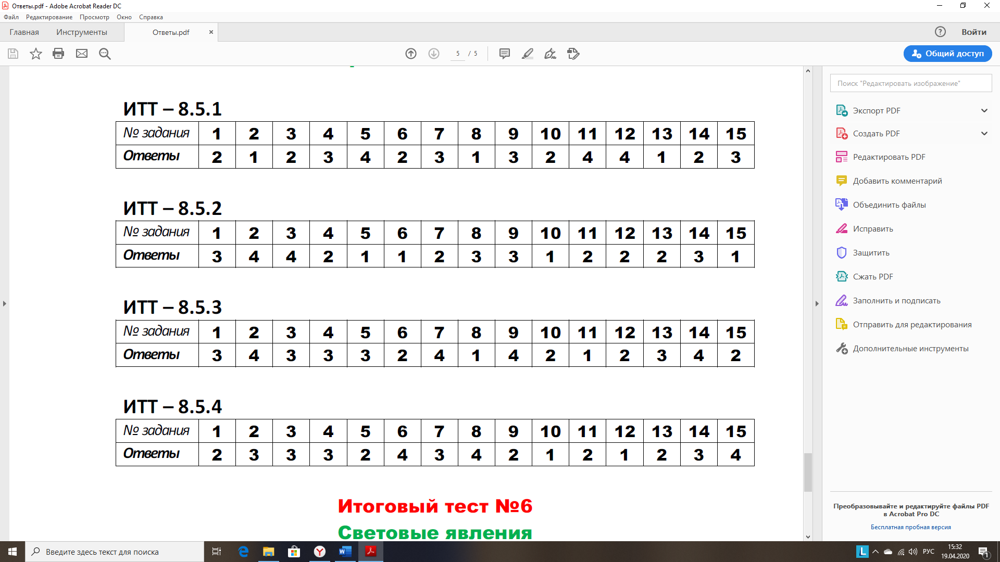 Ответы.pdf - Adobe Acrobat Reader DC
Файл Редактирование Просмотр Окно Справка
Главная Инструменты Ответы.pdf × ? Войти
5 / 5 Общий доступ
ИТТ – 8.5.1
№ задания 1 2 3 4 5 6 7 8 9 10 11 12 13 14 15
Ответы 2 1 2 3 4 2 3 1 3 2 4 4 1 2 3
ИТТ – 8.5.2
№ задания 1 2 3 4 5 6 7 8 9 10 11 12 13 14 15
Ответы 3 4 4 2 1 1 2 3 3 1 2 2 2 3 1
ИТТ – 8.5.3
№ задания 1 2 3 4 5 6 7 8 9 10 11 12 13 14 15
Ответы 3 4 3 3 3 2 4 1 4 2 1 2 3 4 2
ИТТ – 8.5.4
№ задания 1 2 3 4 5 6 7 8 9 10 11 12 13 14 15
Ответы 2 3 3 3 2 4 3 4 2 1 2 1 2 3 4
Итоговый тест №6
Световые явления
Поиск "Редактировать изображение"
Экспорт PDF
Создать PDF
Редактировать PDF
Добавить комментарий
Объединить файлы
Исправить
Защитить
Сжать PDF
Заполнить и подписать
Отправить для редактирования
Дополнительные инструменты
Преобразовывайте и редактируйте файлы PDF
в Acrobat Pro DC
Бесплатная пробная версия
Введите здесь текст для поиска
L РУС 15:32
19.04.2020
1